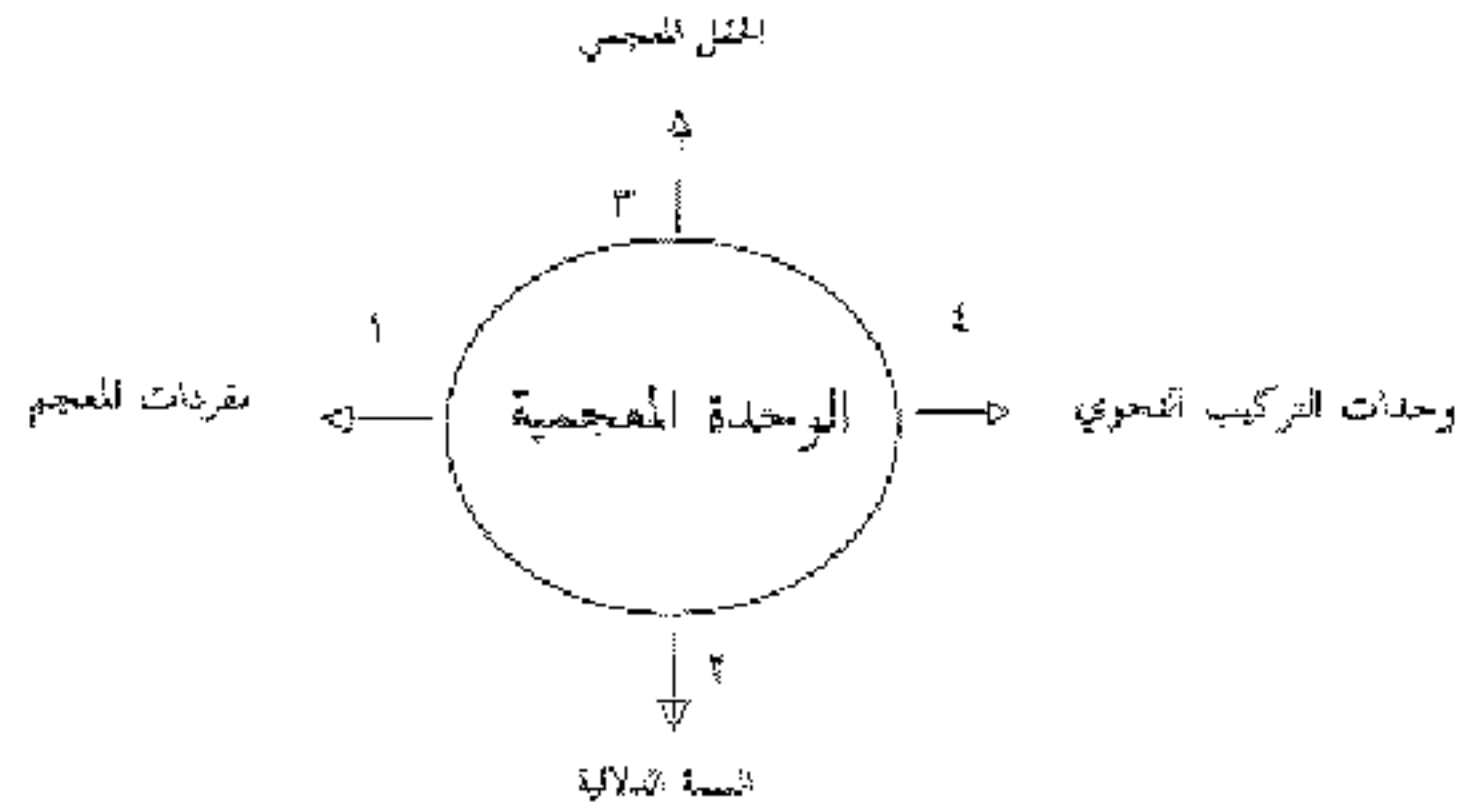 الحقل المعجمي
٣
١
٤
مفردات المعجم
الوحدة المعجمية
وحدات التركيب النحوي
٢
السمة الدلالية